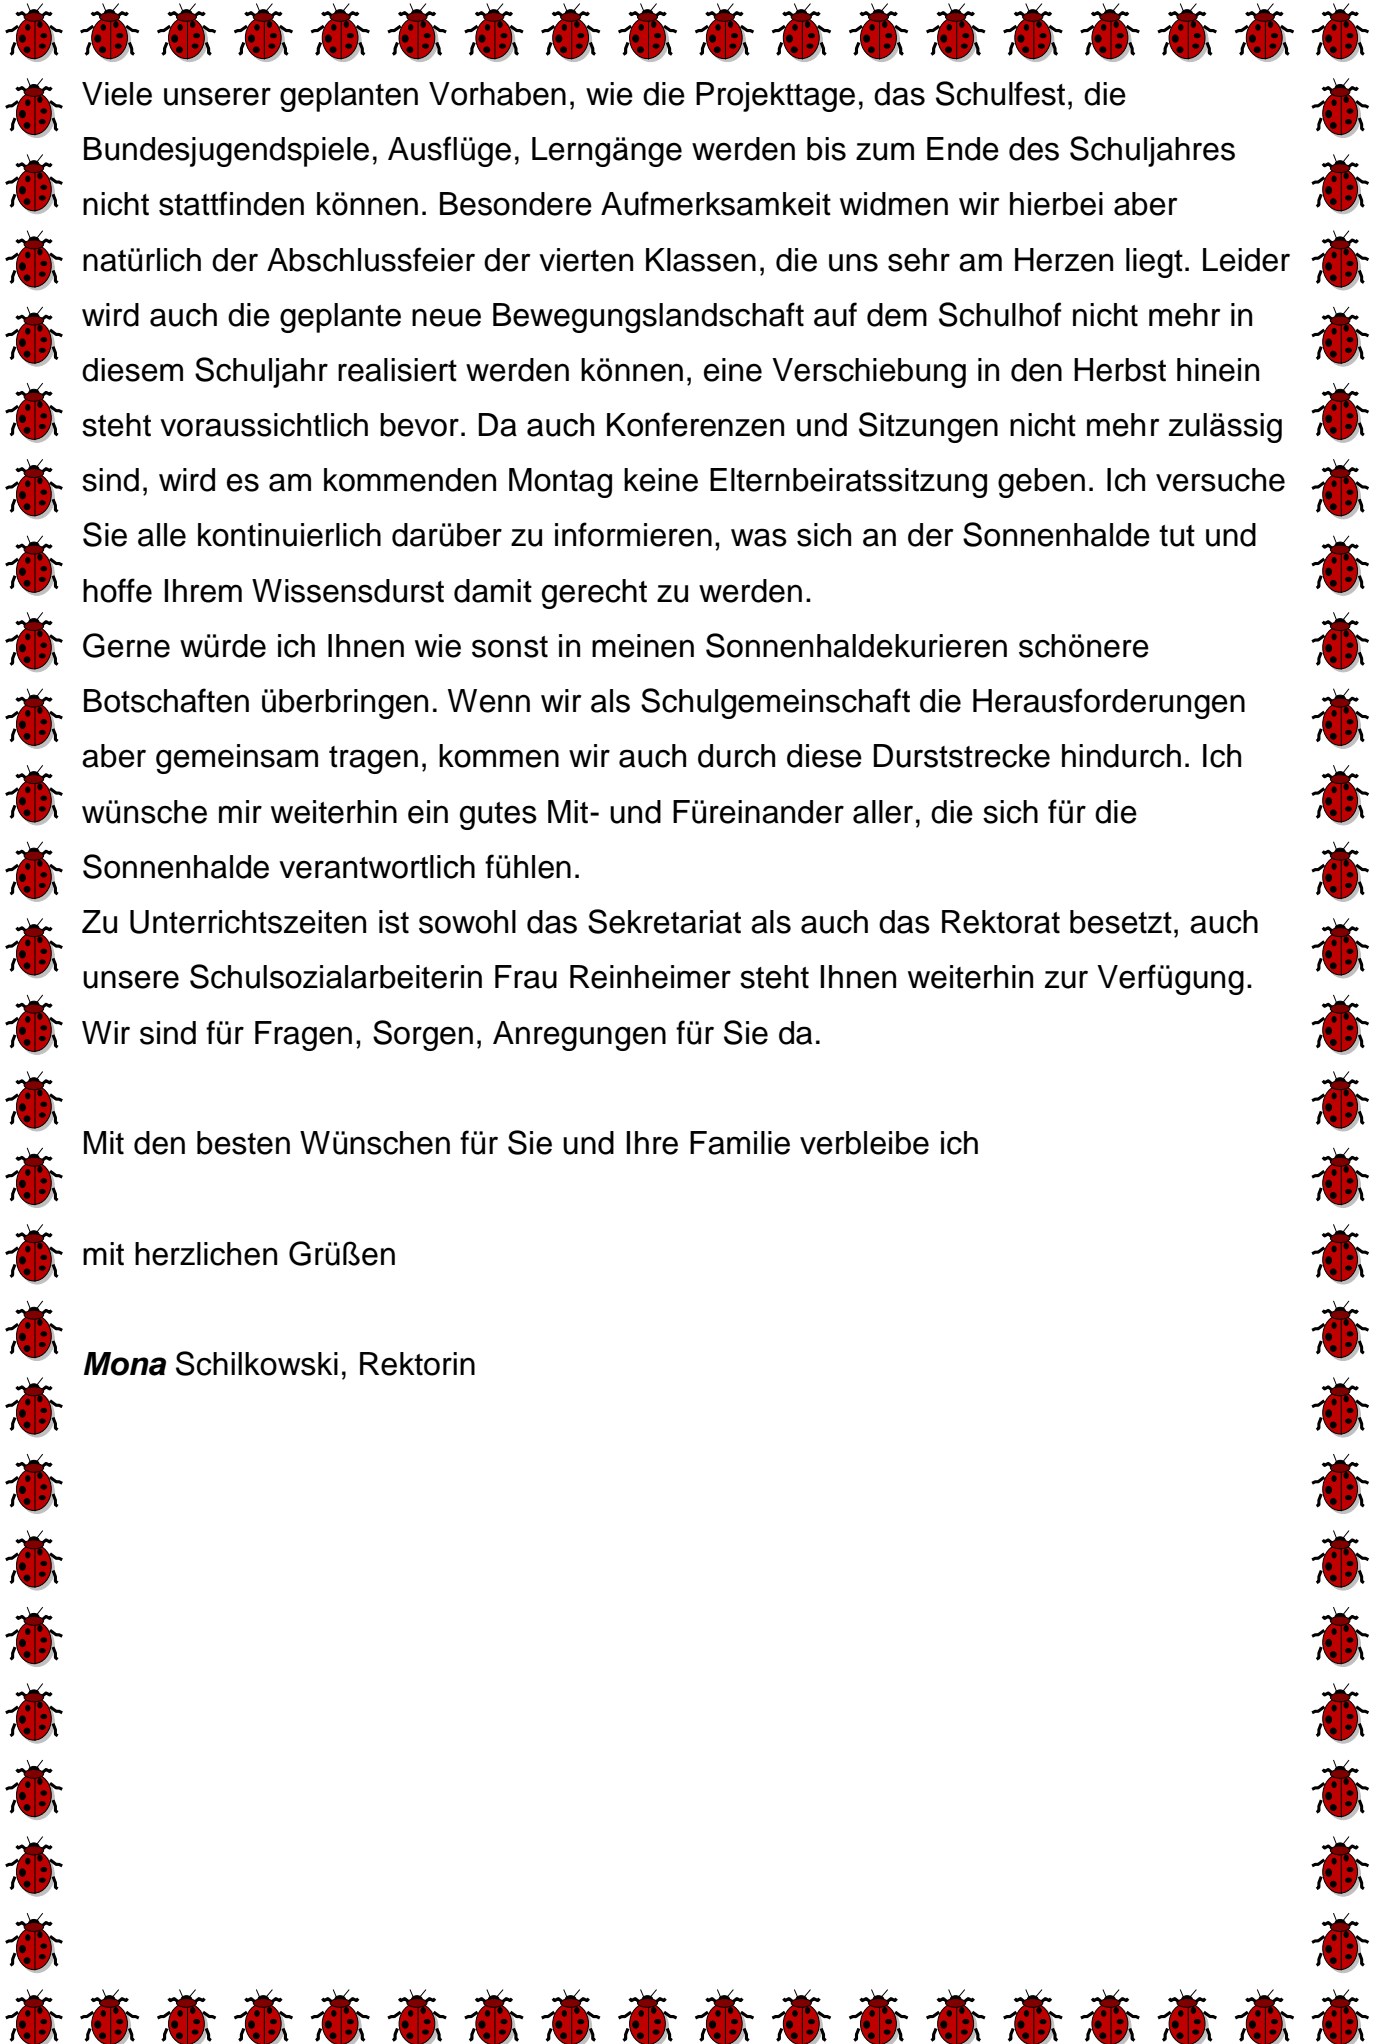 Viele unserer geplanten Vorhaben, wie die Projekttage, das Schulfest, die
Bundesjugendspiele, Ausflüge, Lerngänge werden bis zum Ende des Schuljahres
nicht stattfinden können. Besondere Aufmerksamkeit widmen wir hierbei aber
natürlich der Abschlussfeier der vierten Klassen, die uns sehr am Herzen liegt. Leider
wird auch die geplante neue Bewegungslandschaft auf dem Schulhof nicht mehr in
diesem Schuljahr realisiert werden können, eine Verschiebung in den Herbst hinein
steht voraussichtlich bevor. Da auch Konferenzen und Sitzungen nicht mehr zulässig
sind, wird es am kommenden Montag keine Elternbeiratssitzung geben. Ich versuche
Sie alle kontinuierlich darüber zu informieren, was sich an der Sonnenhalde tut und
hoffe Ihrem Wissensdurst damit gerecht zu werden.
Gerne würde ich Ihnen wie sonst in meinen Sonnenhaldekurieren schönere
Botschaften überbringen. Wenn wir als Schulgemeinschaft die Herausforderungen
aber gemeinsam tragen, kommen wir auch durch diese Durststrecke hindurch. Ich
wünsche mir weiterhin ein gutes Mit- und Füreinander aller, die sich für die
Sonnenhalde verantwortlich fühlen.
Zu Unterrichtszeiten ist sowohl das Sekretariat als auch das Rektorat besetzt, auch
unsere Schulsozialarbeiterin Frau Reinheimer steht Ihnen weiterhin zur Verfügung.
Wir sind für Fragen, Sorgen, Anregungen für Sie da.
Mit den besten Wünschen für Sie und Ihre Familie verbleibe ich
mit herzlichen Grüßen
Mona Schilkowski, Rektorin